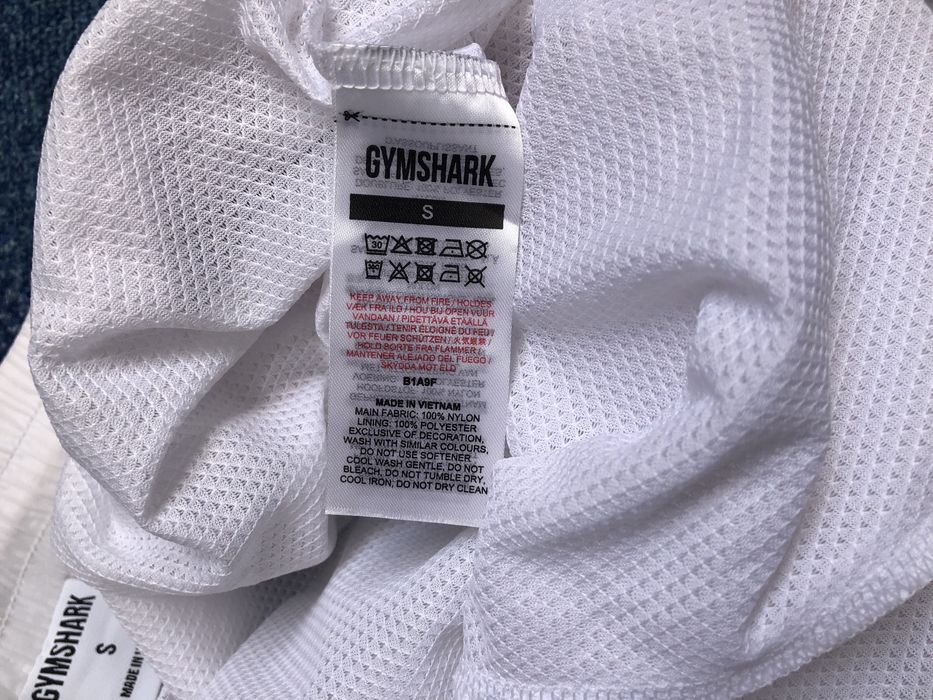 GYMSHARK
S
30
KEEP AWAY FROM FIRE / HOLDES
VÆK FRA ILD / HOU BIJ OPEN VUUR
VANDAAN / PIDETTÄVÄ ETÄÄLLÄ
TULESTA / TENIR ÉLOIGNÉ DU FEU /
VOR FEUER SCHÜTZEN / 火気厳禁 /
HOLD BORTE FRA FLAMMER /
MANTENER ALEJADO DEL FUEGO /
SKYDDA MOT ELD
B1A9F
MADE IN VIETNAM
MAIN FABRIC: 100% NYLON
LINING: 100% POLYESTER
EXCLUSIVE OF DECORATION,
WASH WITH SIMILAR COLOURS,
DO NOT USE SOFTENER
COOL WASH GENTLE, DO NOT
BLEACH, DO NOT TUMBLE DRY,
COOL IRON, DO NOT DRY CLEAN
GYMSHARK
S
MADE IN